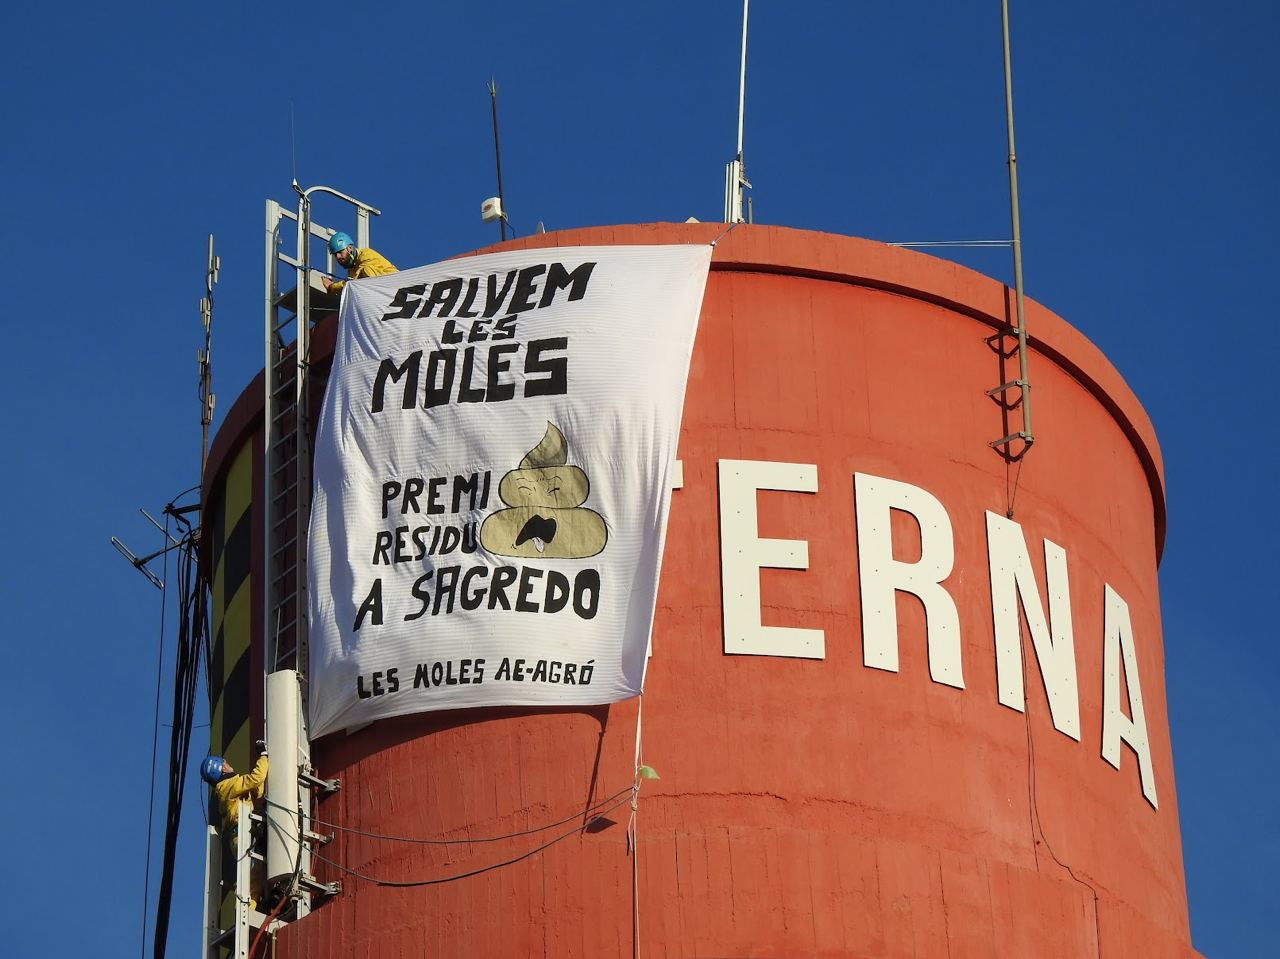 SALVEM
LES
MOLES
PREMI
RESIDU
A SAGREDO
LES MOLES AE-AGRÓ
ERNA